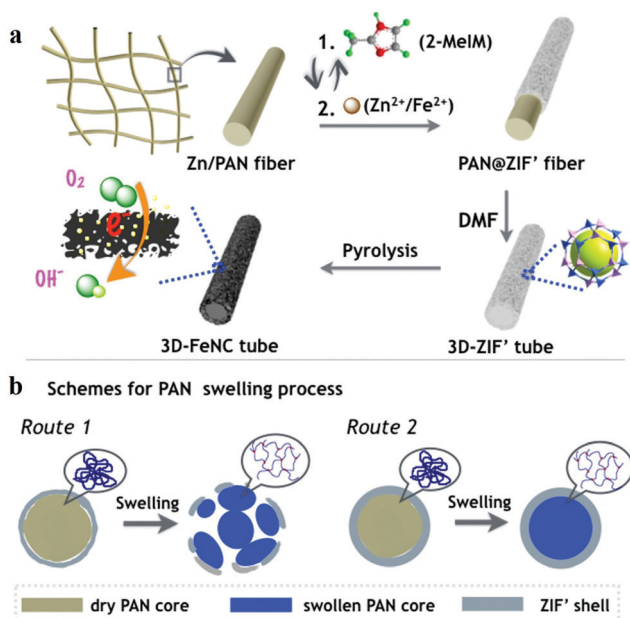 a
1. (2-MeIM)
2. (Zn²⁺/Fe²⁺)
Zn/PAN fiber
PAN@ZIF' fiber
O₂
e⁻
OH⁻
DMF
Pyrolysis
3D-FeNC tube
3D-ZIF' tube
b Schemes for PAN swelling process
Route 1
Route 2
Swelling
Swelling
dry PAN core
swollen PAN core
ZIF' shell